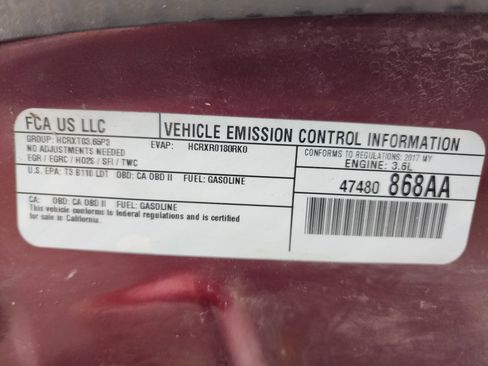 FCA US LLC
VEHICLE EMISSION CONTROL INFORMATION
GROUP: HCRXT03.65P3
EVAP: HCRXR0180RK0
NO ADJUSTMENTS NEEDED
EGR / EGRC / HO2S / SFI / TWC
CONFORMS TO REGULATIONS: 2017 MY
ENGINE: 3.6L
U.S. EPA: T3 B110 LDT OBD: CA OBD II FUEL: GASOLINE
47480 868AA
CA: OBD: CA OBD II FUEL: GASOLINE
This vehicle conforms to federal regulations and is certified
for sale in California.